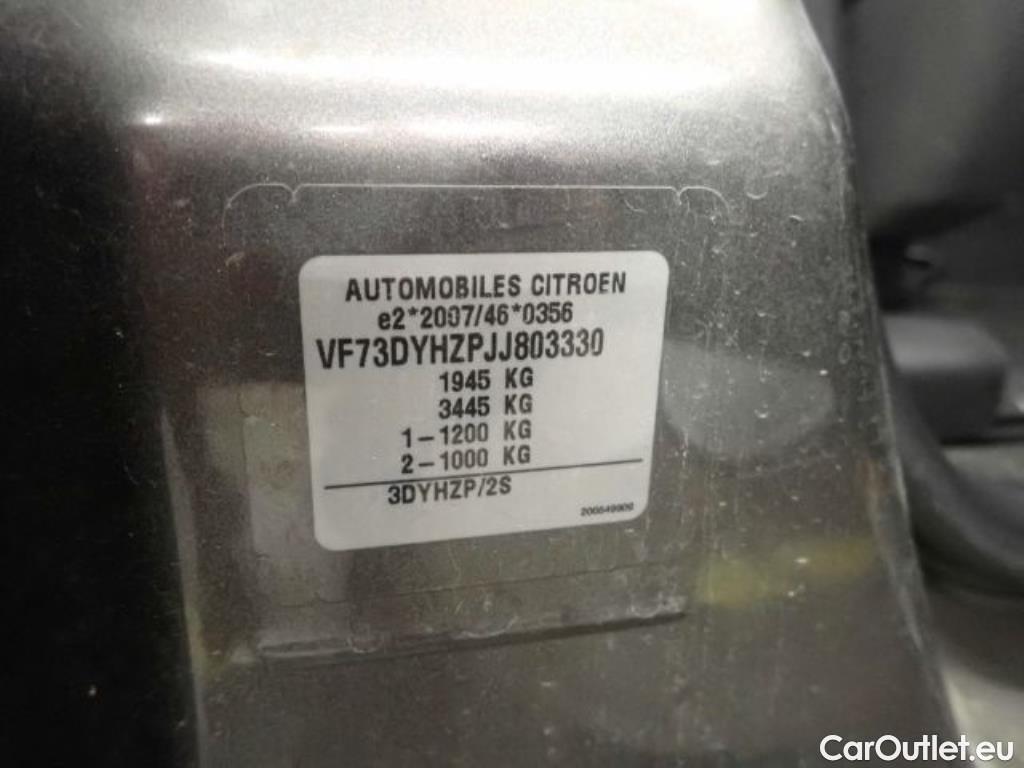 AUTOMOBILES CITROEN
e2*2007/46*0356
VF73DYHZPJJ803330
1945 KG
3445 KG
1-1200 KG
2-1000 KG
3DYHZP/2S
CarOutlet.eu